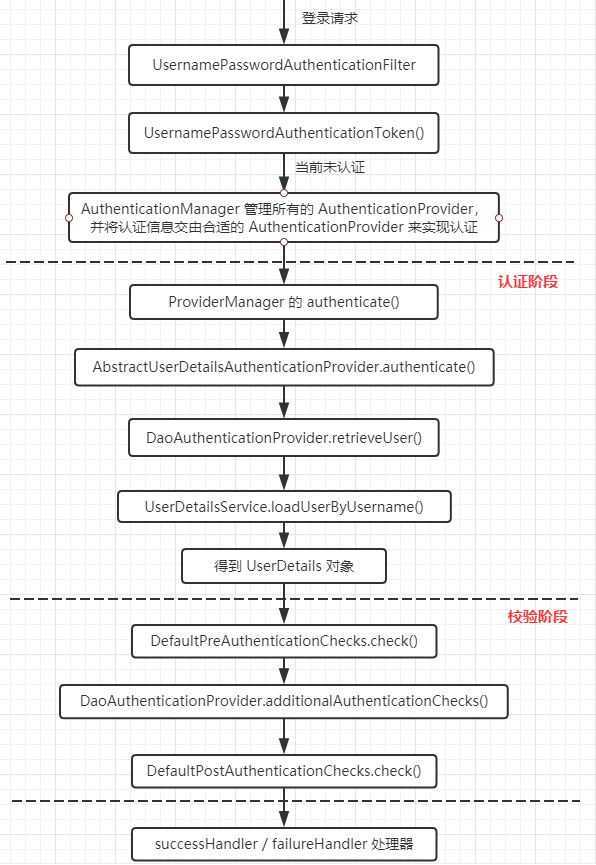 登录请求
UsernamePasswordAuthenticationFilter
UsernamePasswordAuthenticationToken()
当前未认证
AuthenticationManager 管理所有的 AuthenticationProvider，
并将认证信息交由合适的 AuthenticationProvider 来实现认证
认证阶段
ProviderManager 的 authenticate()
AbstractUserDetailsAuthenticationProvider.authenticate()
DaoAuthenticationProvider.retrieveUser()
UserDetailsService.loadUserByUsername()
得到 UserDetails 对象
校验阶段
DefaultPreAuthenticationChecks.check()
DaoAuthenticationProvider.additionalAuthenticationChecks()
DefaultPostAuthenticationChecks.check()
successHandler / failureHandler 处理器